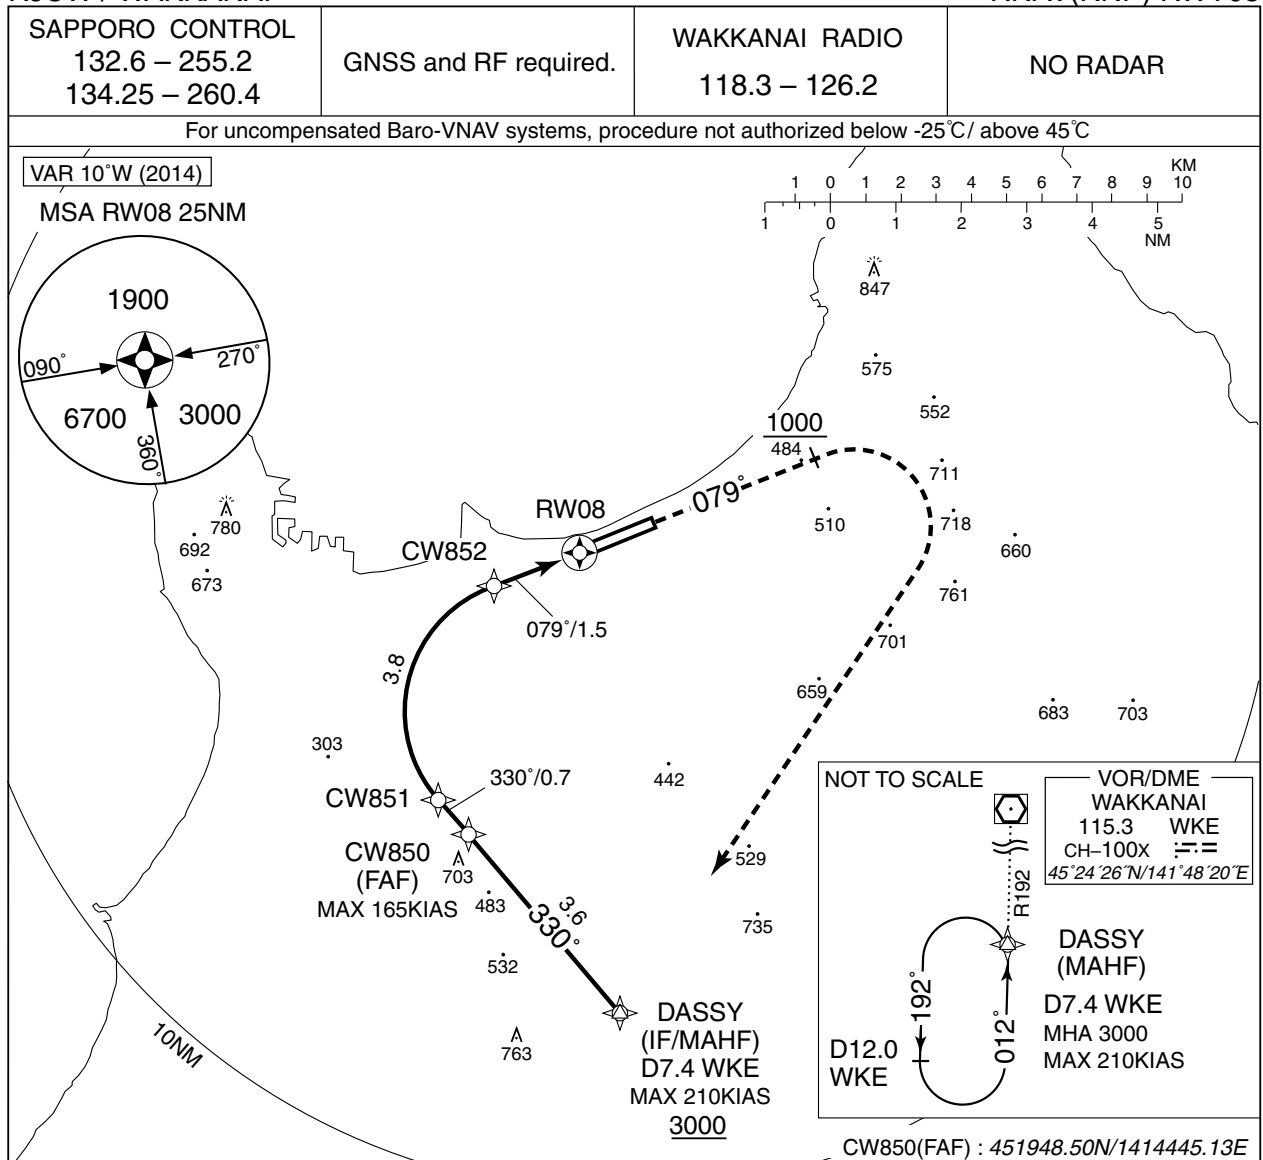 SAPPORO CONTROL
132.6 – 255.2
134.25 – 260.4
GNSS and RF required.
WAKKANAI RADIO
118.3 – 126.2
NO RADAR
For uncompensated Baro-VNAV systems, procedure not authorized below -25℃/ above 45℃
VAR 10˚W (2014)
MSA RW08 25NM
1900
090˚
270˚
6700
3000
360˚
KM
1 0 1 2 3 4 5 6 7 8 9 10
1 0 1 2 3 4 5
NM
847
575
552
1000
484
711
079˚
RW08
510
718
660
780
692
673
CW852
761
079˚/1.5
701
3.8
659
683
703
303
442
330˚/0.7
CW851
CW850
(FAF)
MAX 165KIAS
703
483
529
3.6
330˚
735
532
763
10NM
DASSY
(IF/MAHF)
D7.4 WKE
MAX 210KIAS
3000
NOT TO SCALE
VOR/DME
WAKKANAI
115.3 WKE
CH–100X
45˚24´26˝N/141˚48´20˝E
R192
DASSY
(MAHF)
D7.4 WKE
MHA 3000
MAX 210KIAS
192˚
012˚
D12.0
WKE
CW850(FAF) : 451948.50N/1414445.13E